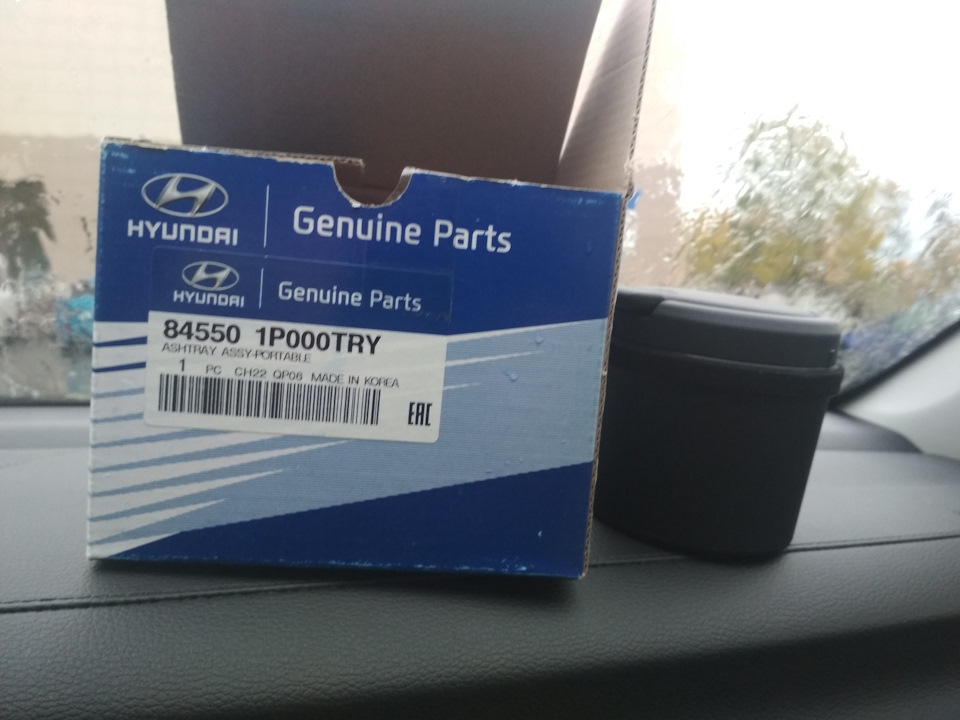 HYUNDAI Genuine Parts
HYUNDAI Genuine Parts
84550 1P000TRY
ASHTRAY ASSY-PORTABLE
1 PC CH22 QP06 MADE IN KOREA
EAC